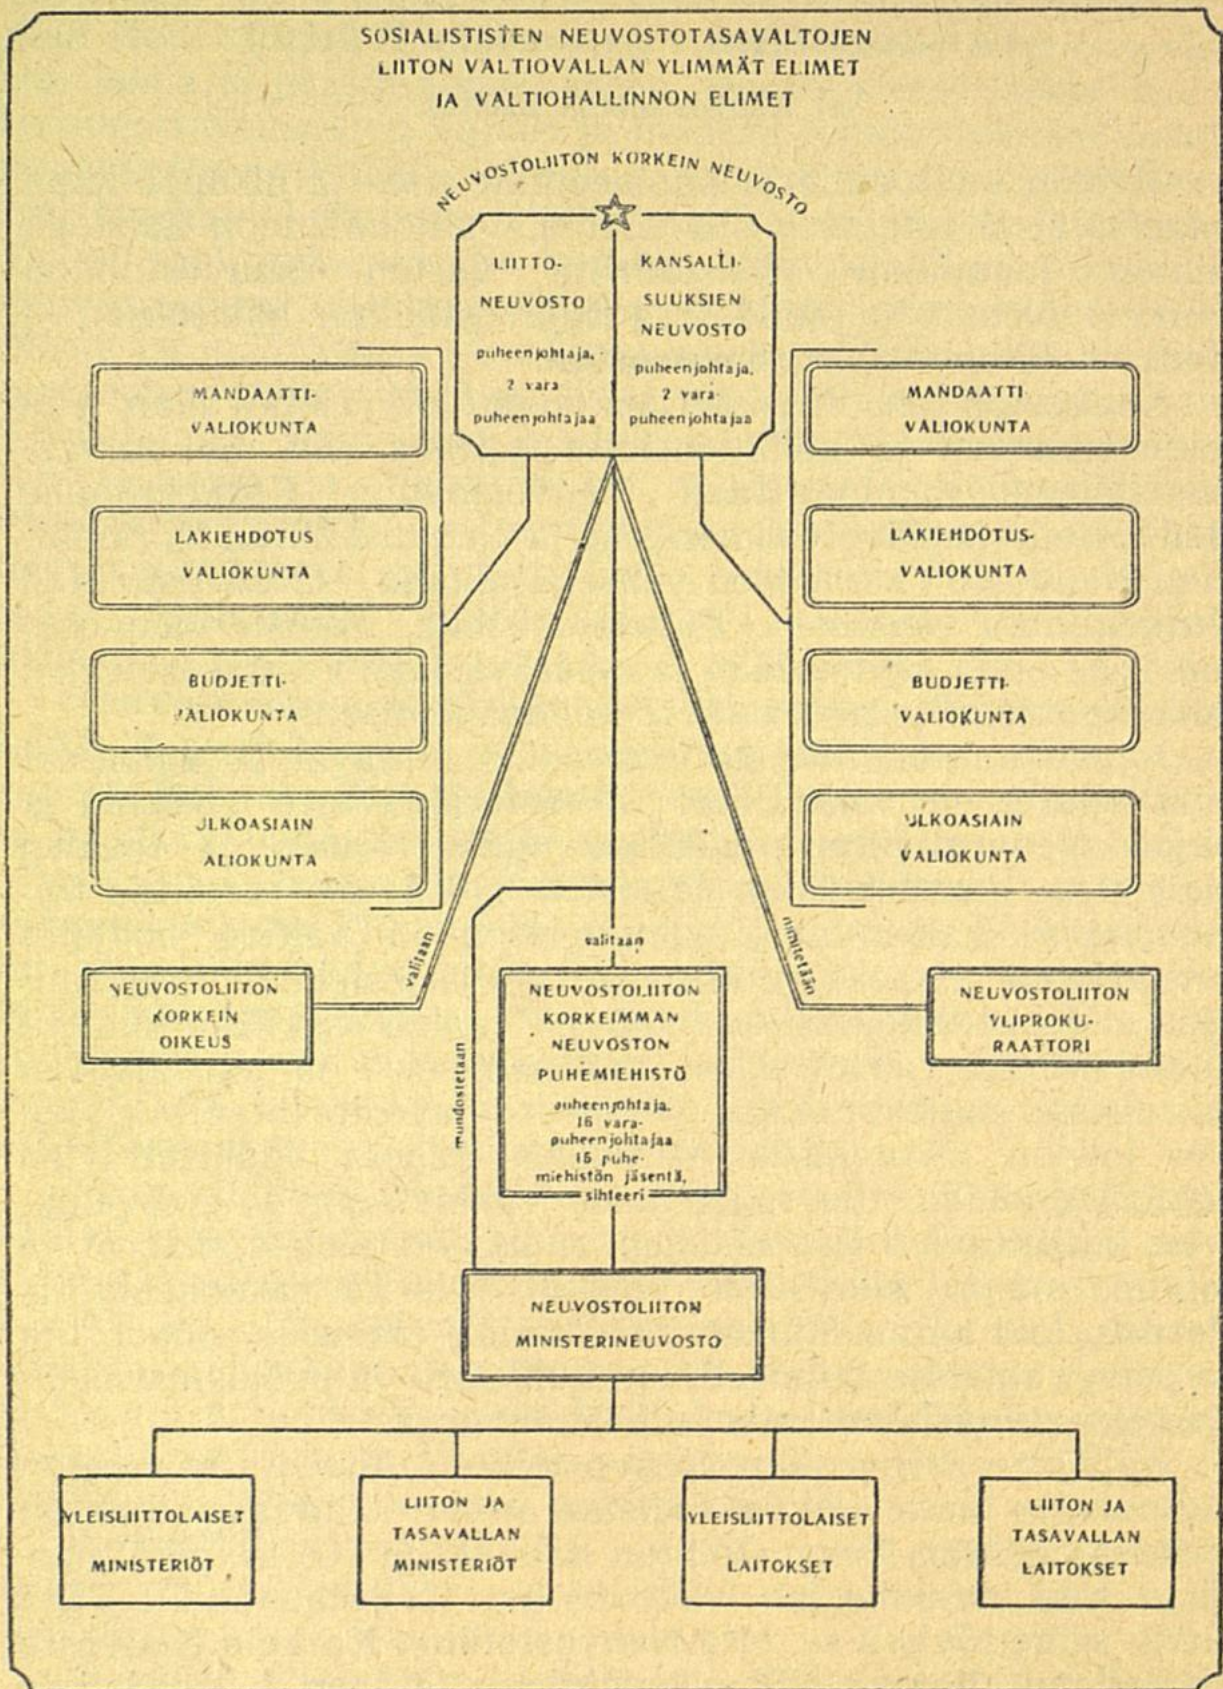 SOSIALISTISTEN NEUVOSTOTASAVALTOJEN
LIITON VALTIOVALLAN YLIMMÄT ELIMET
JA VALTIOHALLINNON ELIMET
NEUVOSTOLIITON KORKEIN NEUVOSTO
LIITTO-
NEUVOSTO
puheenjohtaja,
2 vara
puheenjohtajaa
KANSALLI-
SUUKSIEN
NEUVOSTO
puheenjohtaja,
2 vara-
puheenjohtajaa
MANDAATTI-
VALIOKUNTA
LAKIEHDOTUS
VALIOKUNTA
BUDJETTI-
VALIOKUNTA
ULKOASIAIN
ALIOKUNTA
MANDAATTI
VALIOKUNTA
LAKIEHDOTUS-
VALIOKUNTA
BUDJETTI-
VALIOKUNTA
ULKOASIAIN
VALIOKUNTA
valitaan
valitaan
nimitetään
muodostetaan
NEUVOSTOLIITON
KORKEIN
OIKEUS
NEUVOSTOLIITON
KORKEIMMAN
NEUVOSTON
PUHEMIEHISTÖ
puheenjohtaja,
16 vara-
puheenjohtajaa
16 puhe-
miehistön jäsentä,
sihteeri
NEUVOSTOLIITON
YLIPROKU-
RAATTORI
NEUVOSTOLIITON
MINISTERINEUVOSTO
YLEISLIITTOLAISET
MINISTERIÖT
LIITON JA
TASAVALLAN
MINISTERIÖT
YLEISLIITTOLAISET
LAITOKSET
LIITON JA
TASAVALLAN
LAITOKSET